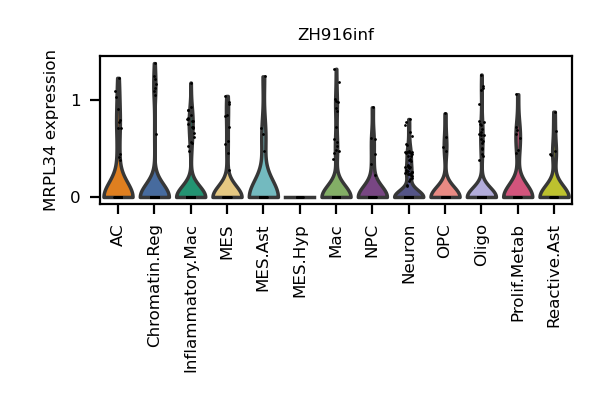 ZH916inf
MRPL34 expression
1
0
AC
Chromatin.Reg
Inflammatory.Mac
MES
MES.Ast
MES.Hyp
Mac
NPC
Neuron
OPC
Oligo
Prolif.Metab
Reactive.Ast